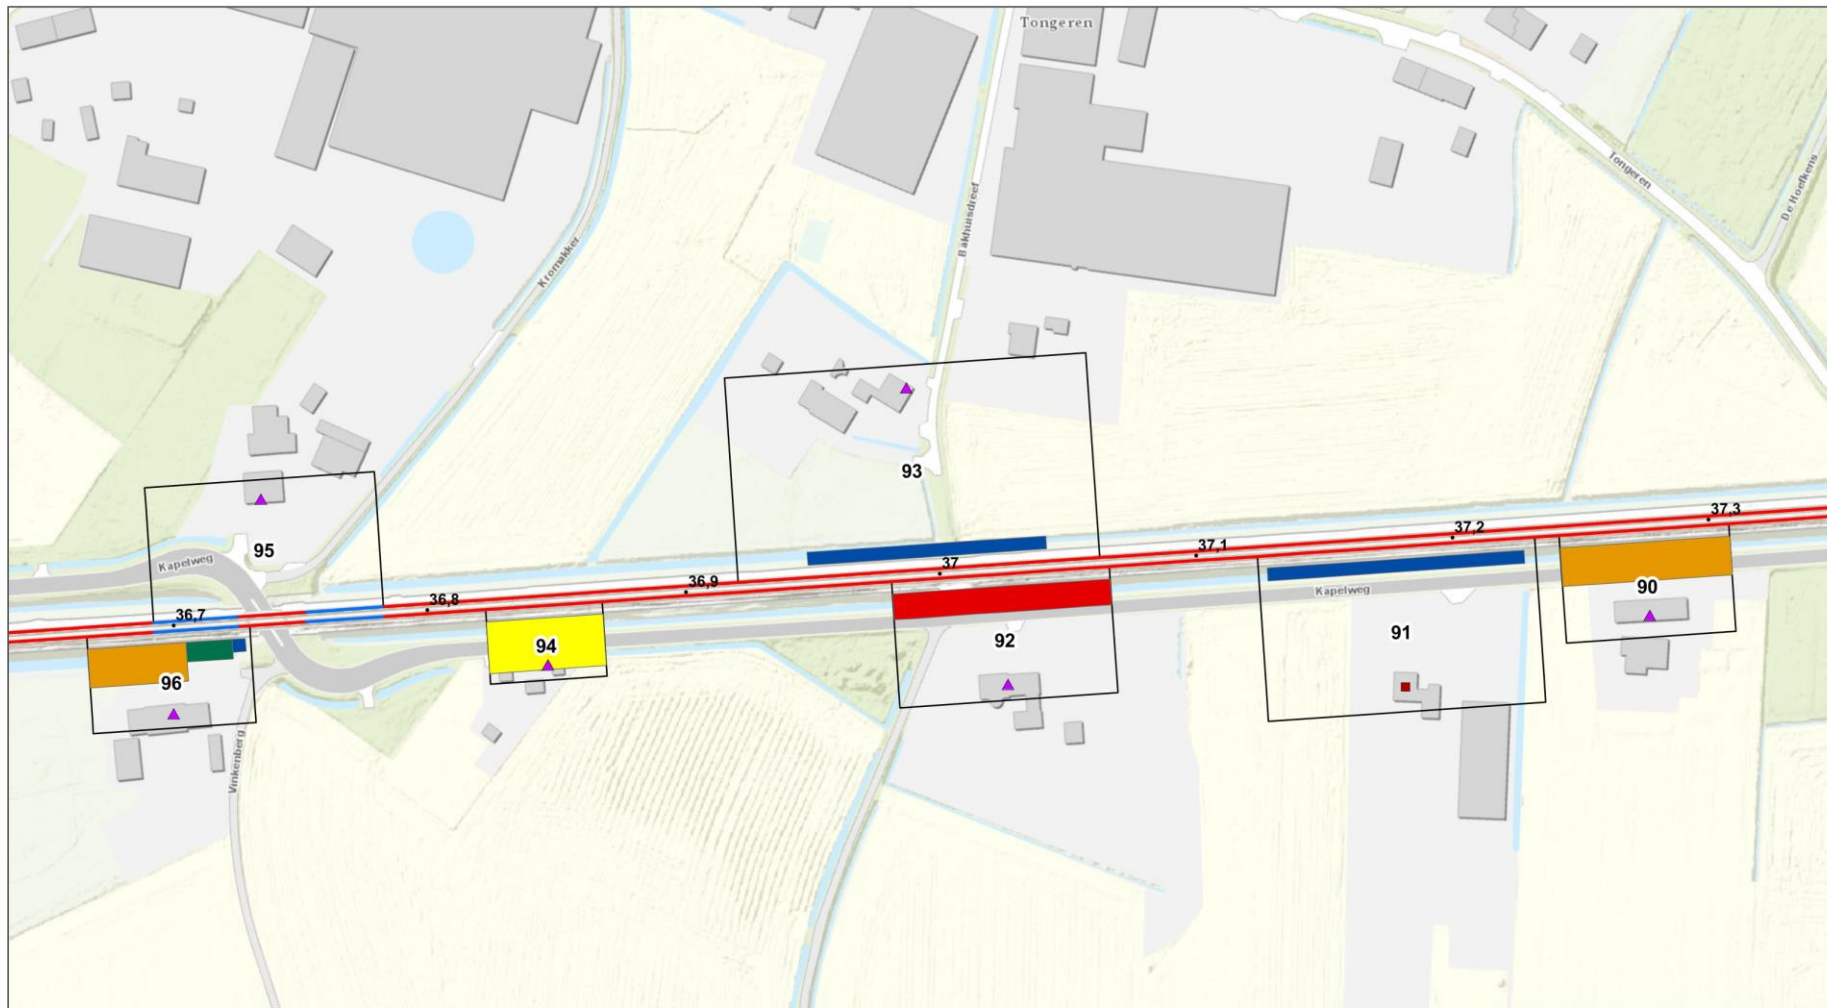 Tongeren
Tongeren
De Hoefkens
Bakhuisdreef
Kromakker
93
37,3
37,2
95
37,1
Kapelweg
37
36,9
90
Kapelweg
36,8
36,7
91
92
94
96
Vinkenberg